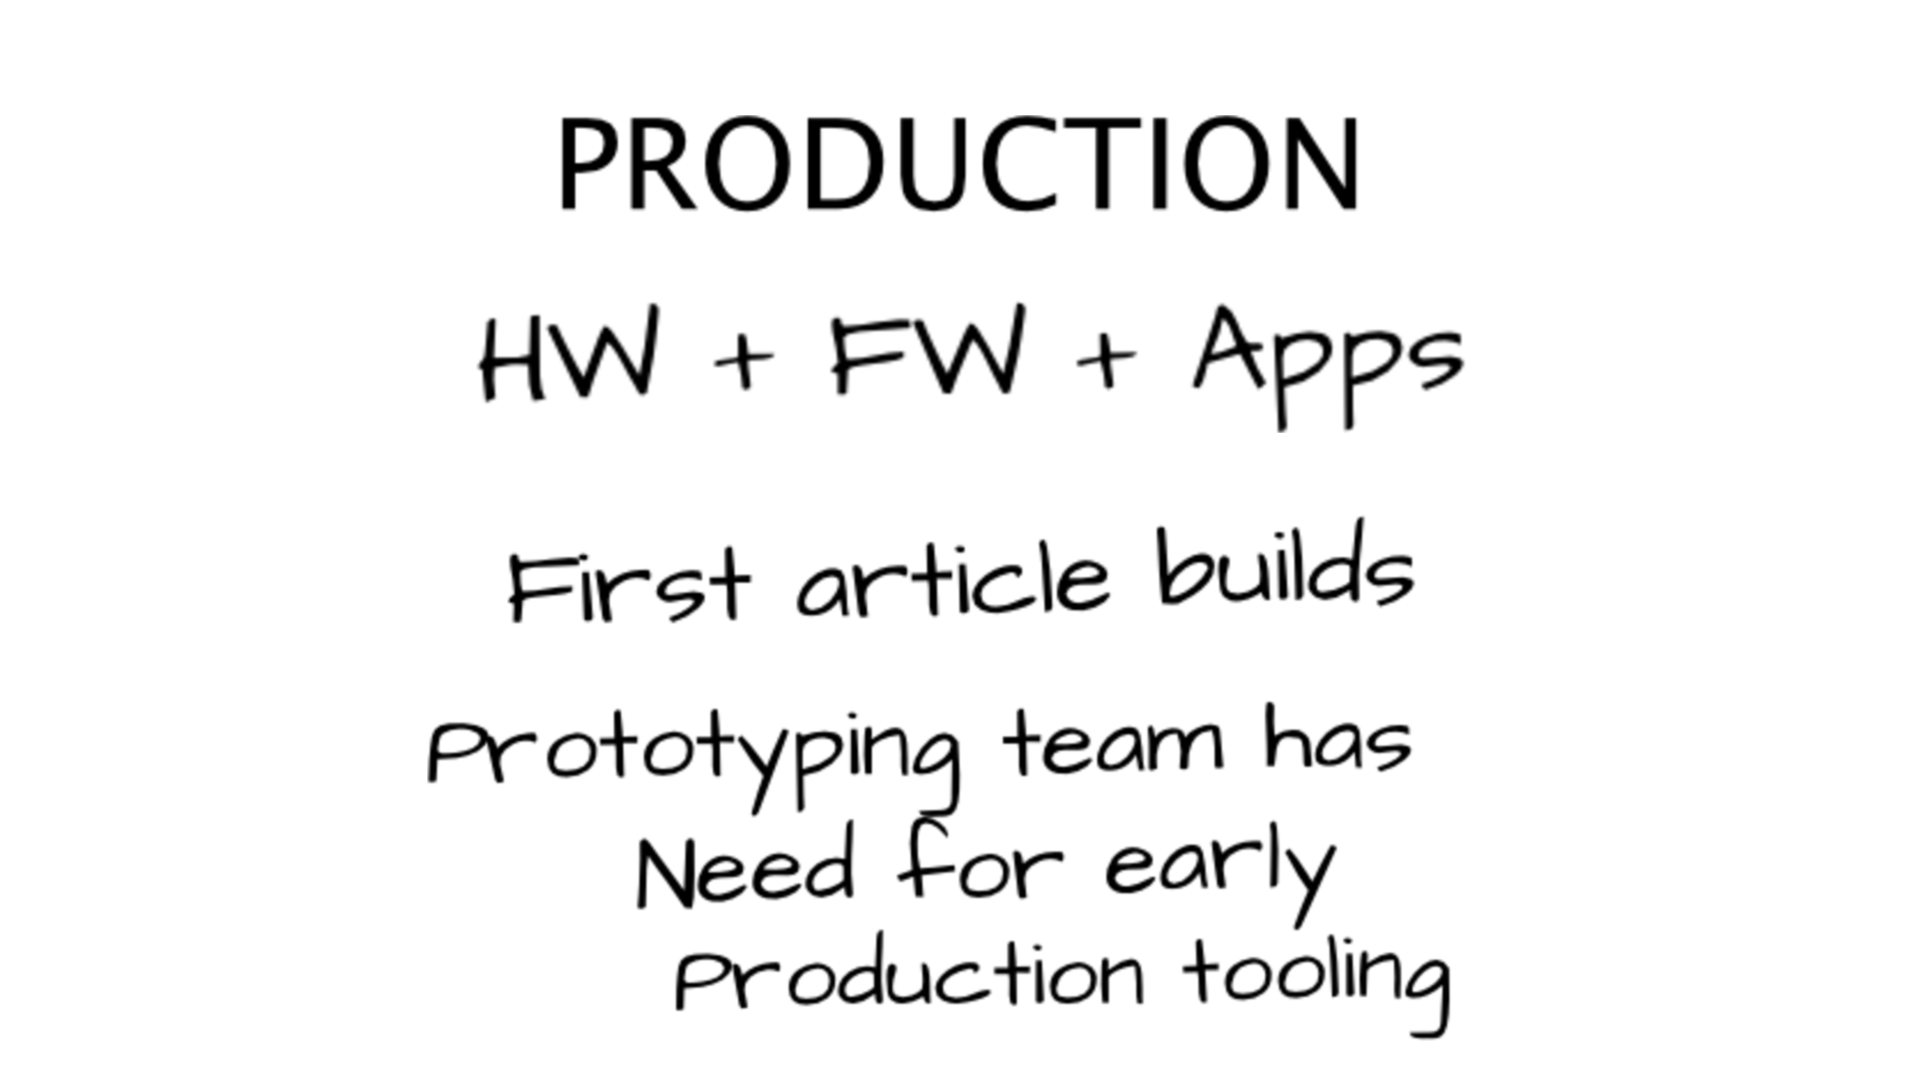 PRODUCTION
HW + FW + Apps
First article builds
Prototyping team has
Need for early
Production tooling